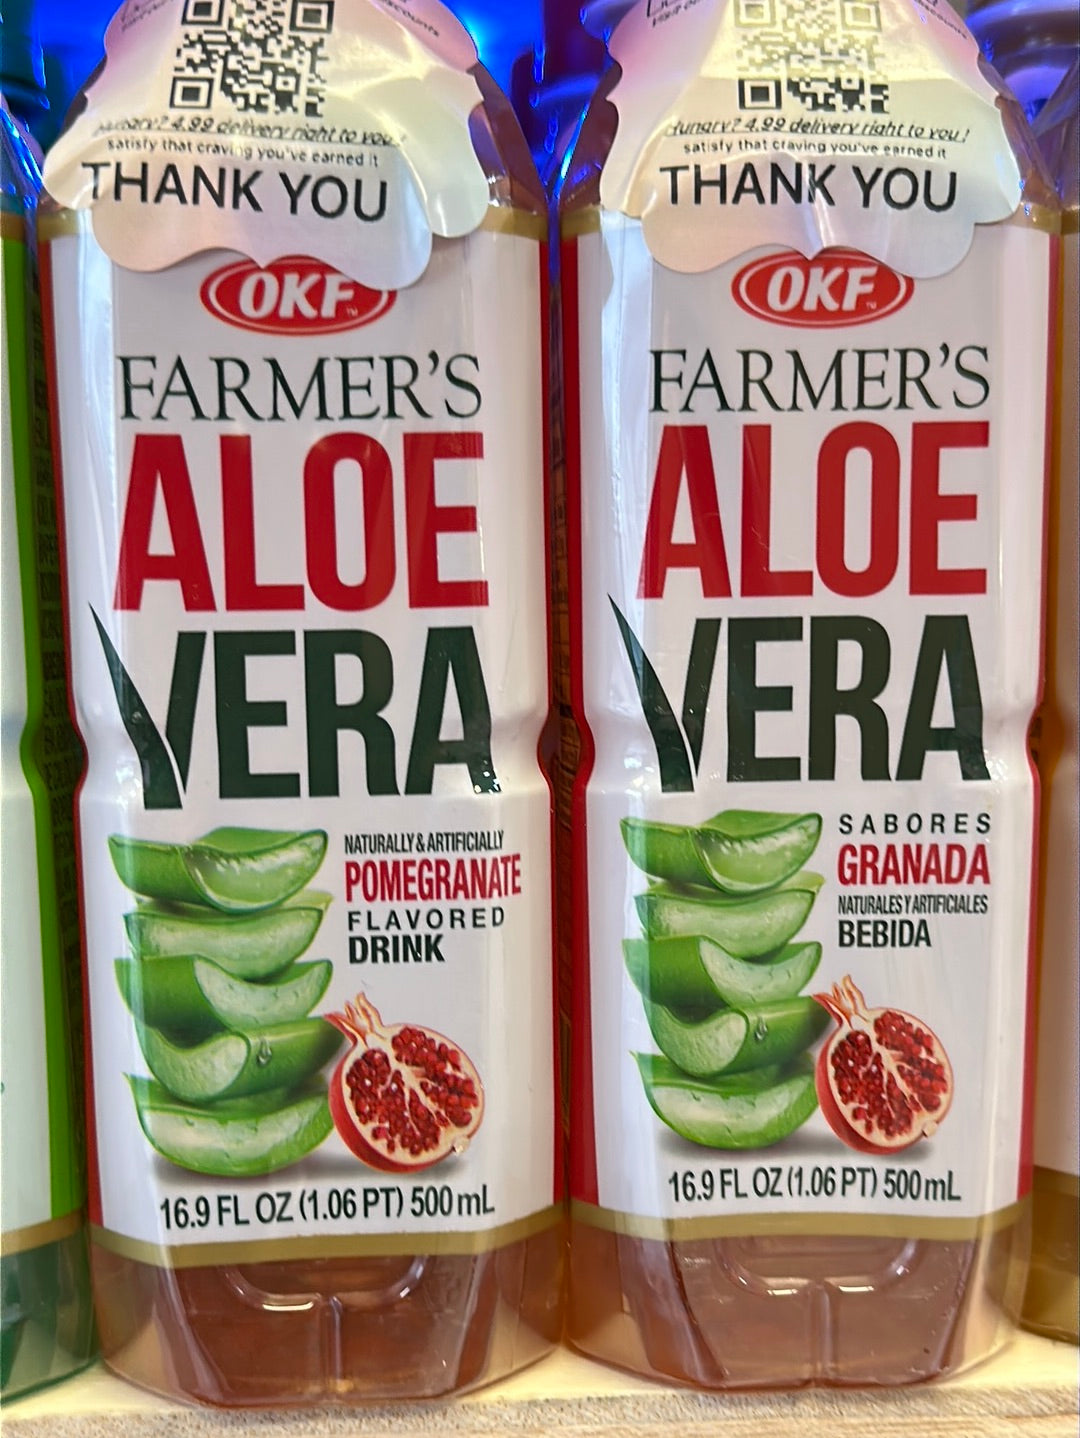 Hungry? 4.99 delivery right to you!
satisfy that craving you've earned it
THANK YOU
OKF™
FARMER'S
ALOE
VERA
NATURALLY & ARTIFICIALLY
POMEGRANATE
FLAVORED
DRINK
16.9 FL OZ (1.06 PT) 500 mL
Hungry? 4.99 delivery right to you!
satisfy that craving you've earned it
THANK YOU
OKF™
FARMER'S
ALOE
VERA
SABORES
GRANADA
NATURALES Y ARTIFICIALES
BEBIDA
16.9 FL OZ (1.06 PT) 500 mL